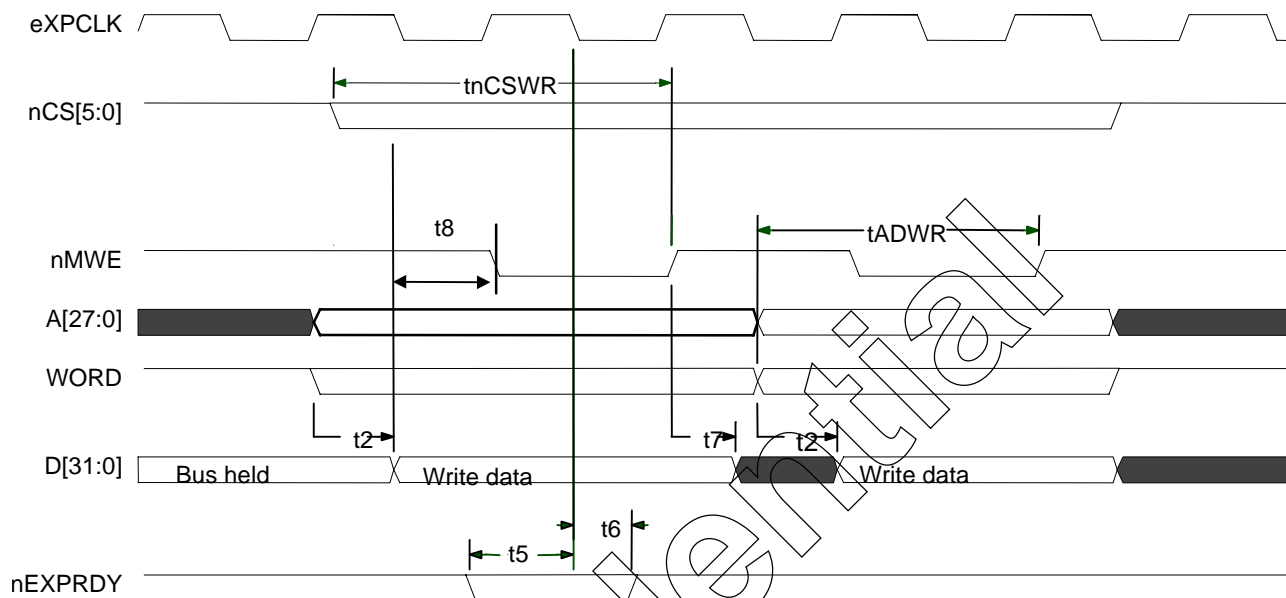 eXPCLK
tnCSWR
nCS[5:0]
t8
tADWR
nMWE
A[27:0]
WORD
t2
t7
t2
D[31:0]
Bus held
Write data
Write data
t6
t5
nEXPRDY
dential